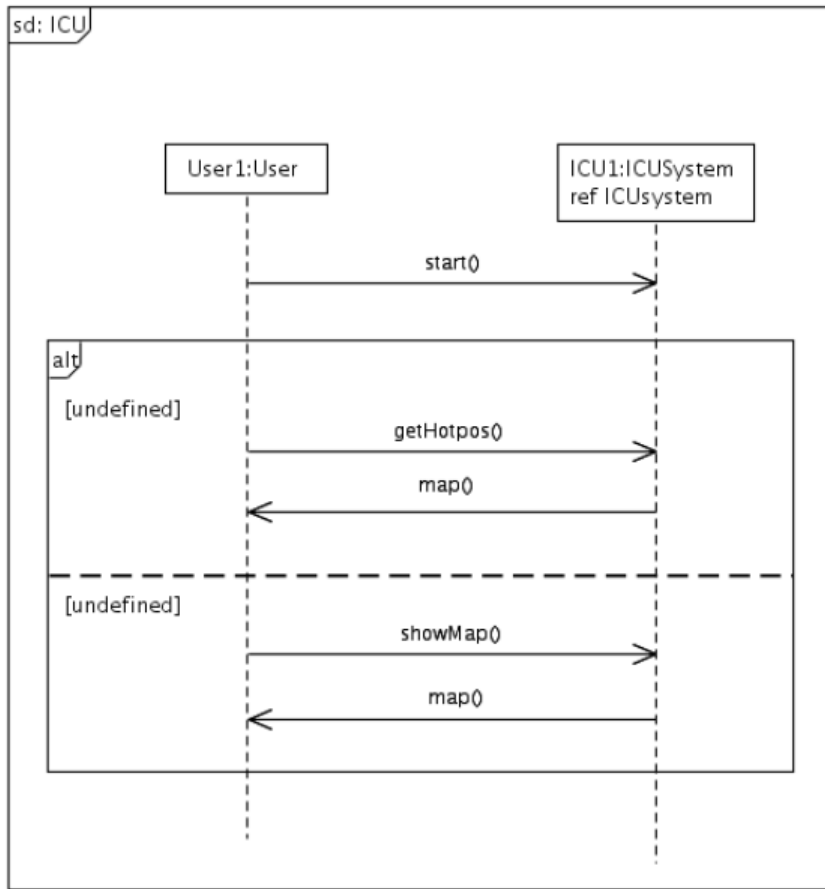 sd: ICU
User1:User
ICU1:ICUSystem
ref ICUsystem
start()
alt
[undefined]
getHotpos()
map()
[undefined]
showMap()
map()